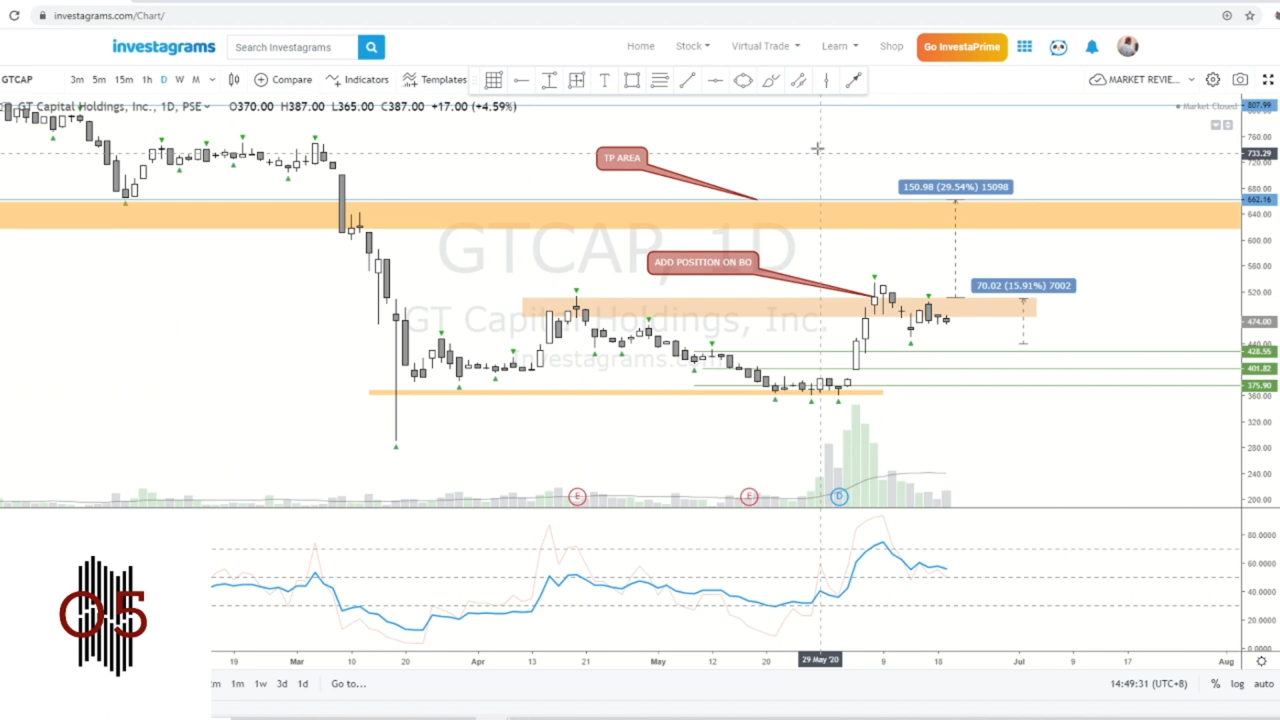 investagrams.com/Chart/
investagrams Search Investagrams Home Stock Virtual Trade Learn Shop Go InvestaPrime
GTCAP 3m 5m 15m 1h D W M Compare Indicators Templates MARKET REVIE...
GT Capital Holdings, Inc., 1D, PSE O370.00 H387.00 L365.00 C387.00 +17.00 (+4.59%)
Market Closed
807.99
760.00
733.29
720.00
680.00
662.16
640.00
600.00
560.00
520.00
474.00
440.00
428.55
401.82
375.90
360.00
320.00
280.00
240.00
200.00
TP AREA
150.98 (29.54%) 15098
GTCAP, 1D
ADD POSITION ON BO
70.02 (15.91%) 7002
GT Capital Holdings, Inc.
investagrams.com/
E E D
80.0000
60.0000
40.0000
20.0000
0.0000
O5
19 Mar 10 20 Apr 13 21 May 12 20 29 May '20 9 18 Jul 9 17 Aug
1m 1w 3d 1d Go to... 14:49:31 (UTC+8) % log auto